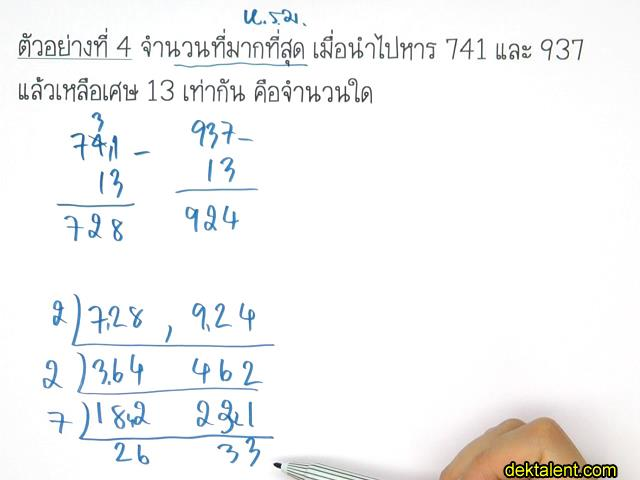 ห.ร.ม.
ตัวอย่างที่ 4 จำนวนที่มากที่สุด เมื่อนำไปหาร 741 และ 937
แล้วเหลือเศษ 13 เท่ากัน คือจำนวนใด
3
741 - 937 -
13 13
728 924
2 ) 728 , 924
2 ) 364 462
7 ) 182 231
26 33
dektalent.com